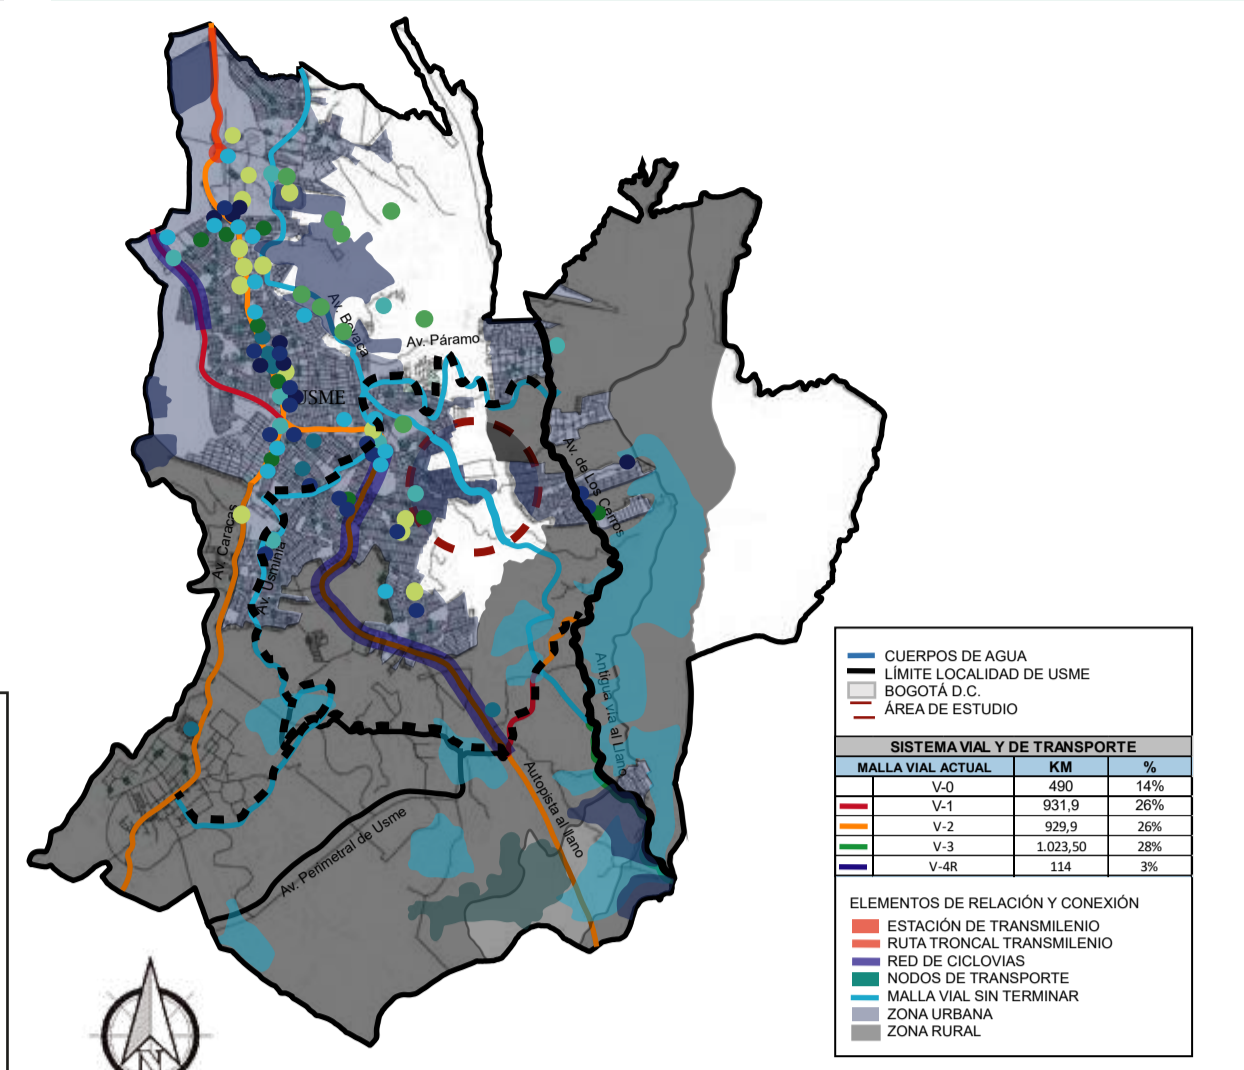 Av. Boyaca
Av. Páramo
USME
Av. de Los Cerros
Av. Caracas
Av. Usminia
Antigua via al Llano
Autopista al llano
Av. Perimetral de Usme
N
CUERPOS DE AGUA
LÍMITE LOCALIDAD DE USME
BOGOTÁ D.C.
ÁREA DE ESTUDIO
SISTEMA VIAL Y DE TRANSPORTE
MALLA VIAL ACTUAL KM %
V-0 490 14%
V-1 931,9 26%
V-2 929,9 26%
V-3 1.023,50 28%
V-4R 114 3%
ELEMENTOS DE RELACIÓN Y CONEXIÓN
ESTACIÓN DE TRANSMILENIO
RUTA TRONCAL TRANSMILENIO
RED DE CICLOVIAS
NODOS DE TRANSPORTE
MALLA VIAL SIN TERMINAR
ZONA URBANA
ZONA RURAL